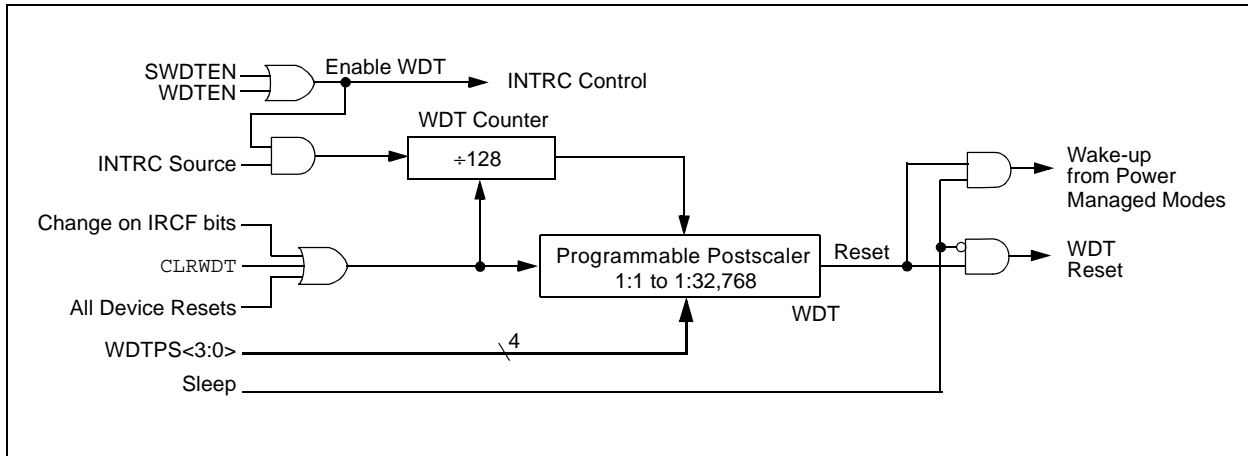 SWDTEN
WDTEN
Enable WDT
INTRC Control
WDT Counter
÷128
INTRC Source
Wake-up
from Power
Managed Modes
Change on IRCF bits
CLRWDT
All Device Resets
Programmable Postscaler
1:1 to 1:32,768
Reset
WDT
WDT
Reset
WDTPS<3:0>
4
Sleep